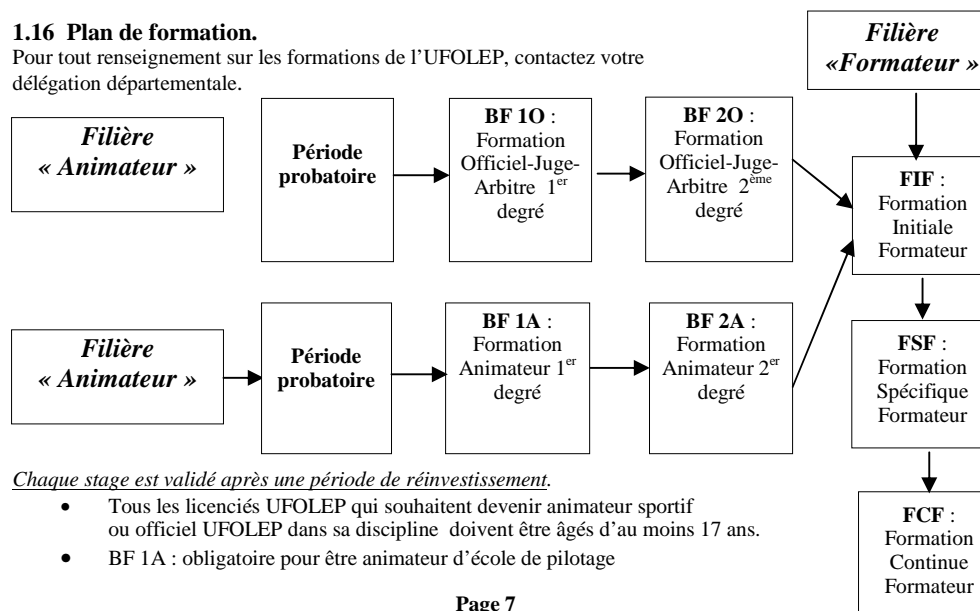 1.16 Plan de formation.
Pour tout renseignement sur les formations de l’UFOLEP, contactez votre
délégation départementale.
Filière
«Formateur »
Filière
« Animateur »
Période
probatoire
BF 1O :
Formation
Officiel-Juge-
Arbitre 1er
degré
BF 2O :
Formation
Officiel-Juge-
Arbitre 2ème
degré
FIF :
Formation
Initiale
Formateur
Filière
« Animateur »
Période
probatoire
BF 1A :
Formation
Animateur 1er
degré
BF 2A :
Formation
Animateur 2er
degré
FSF :
Formation
Spécifique
Formateur
Chaque stage est validé après une période de réinvestissement.
• Tous les licenciés UFOLEP qui souhaitent devenir animateur sportif
ou officiel UFOLEP dans sa discipline doivent être âgés d’au moins 17 ans.
• BF 1A : obligatoire pour être animateur d’école de pilotage
FCF :
Formation
Continue
Formateur
Page 7